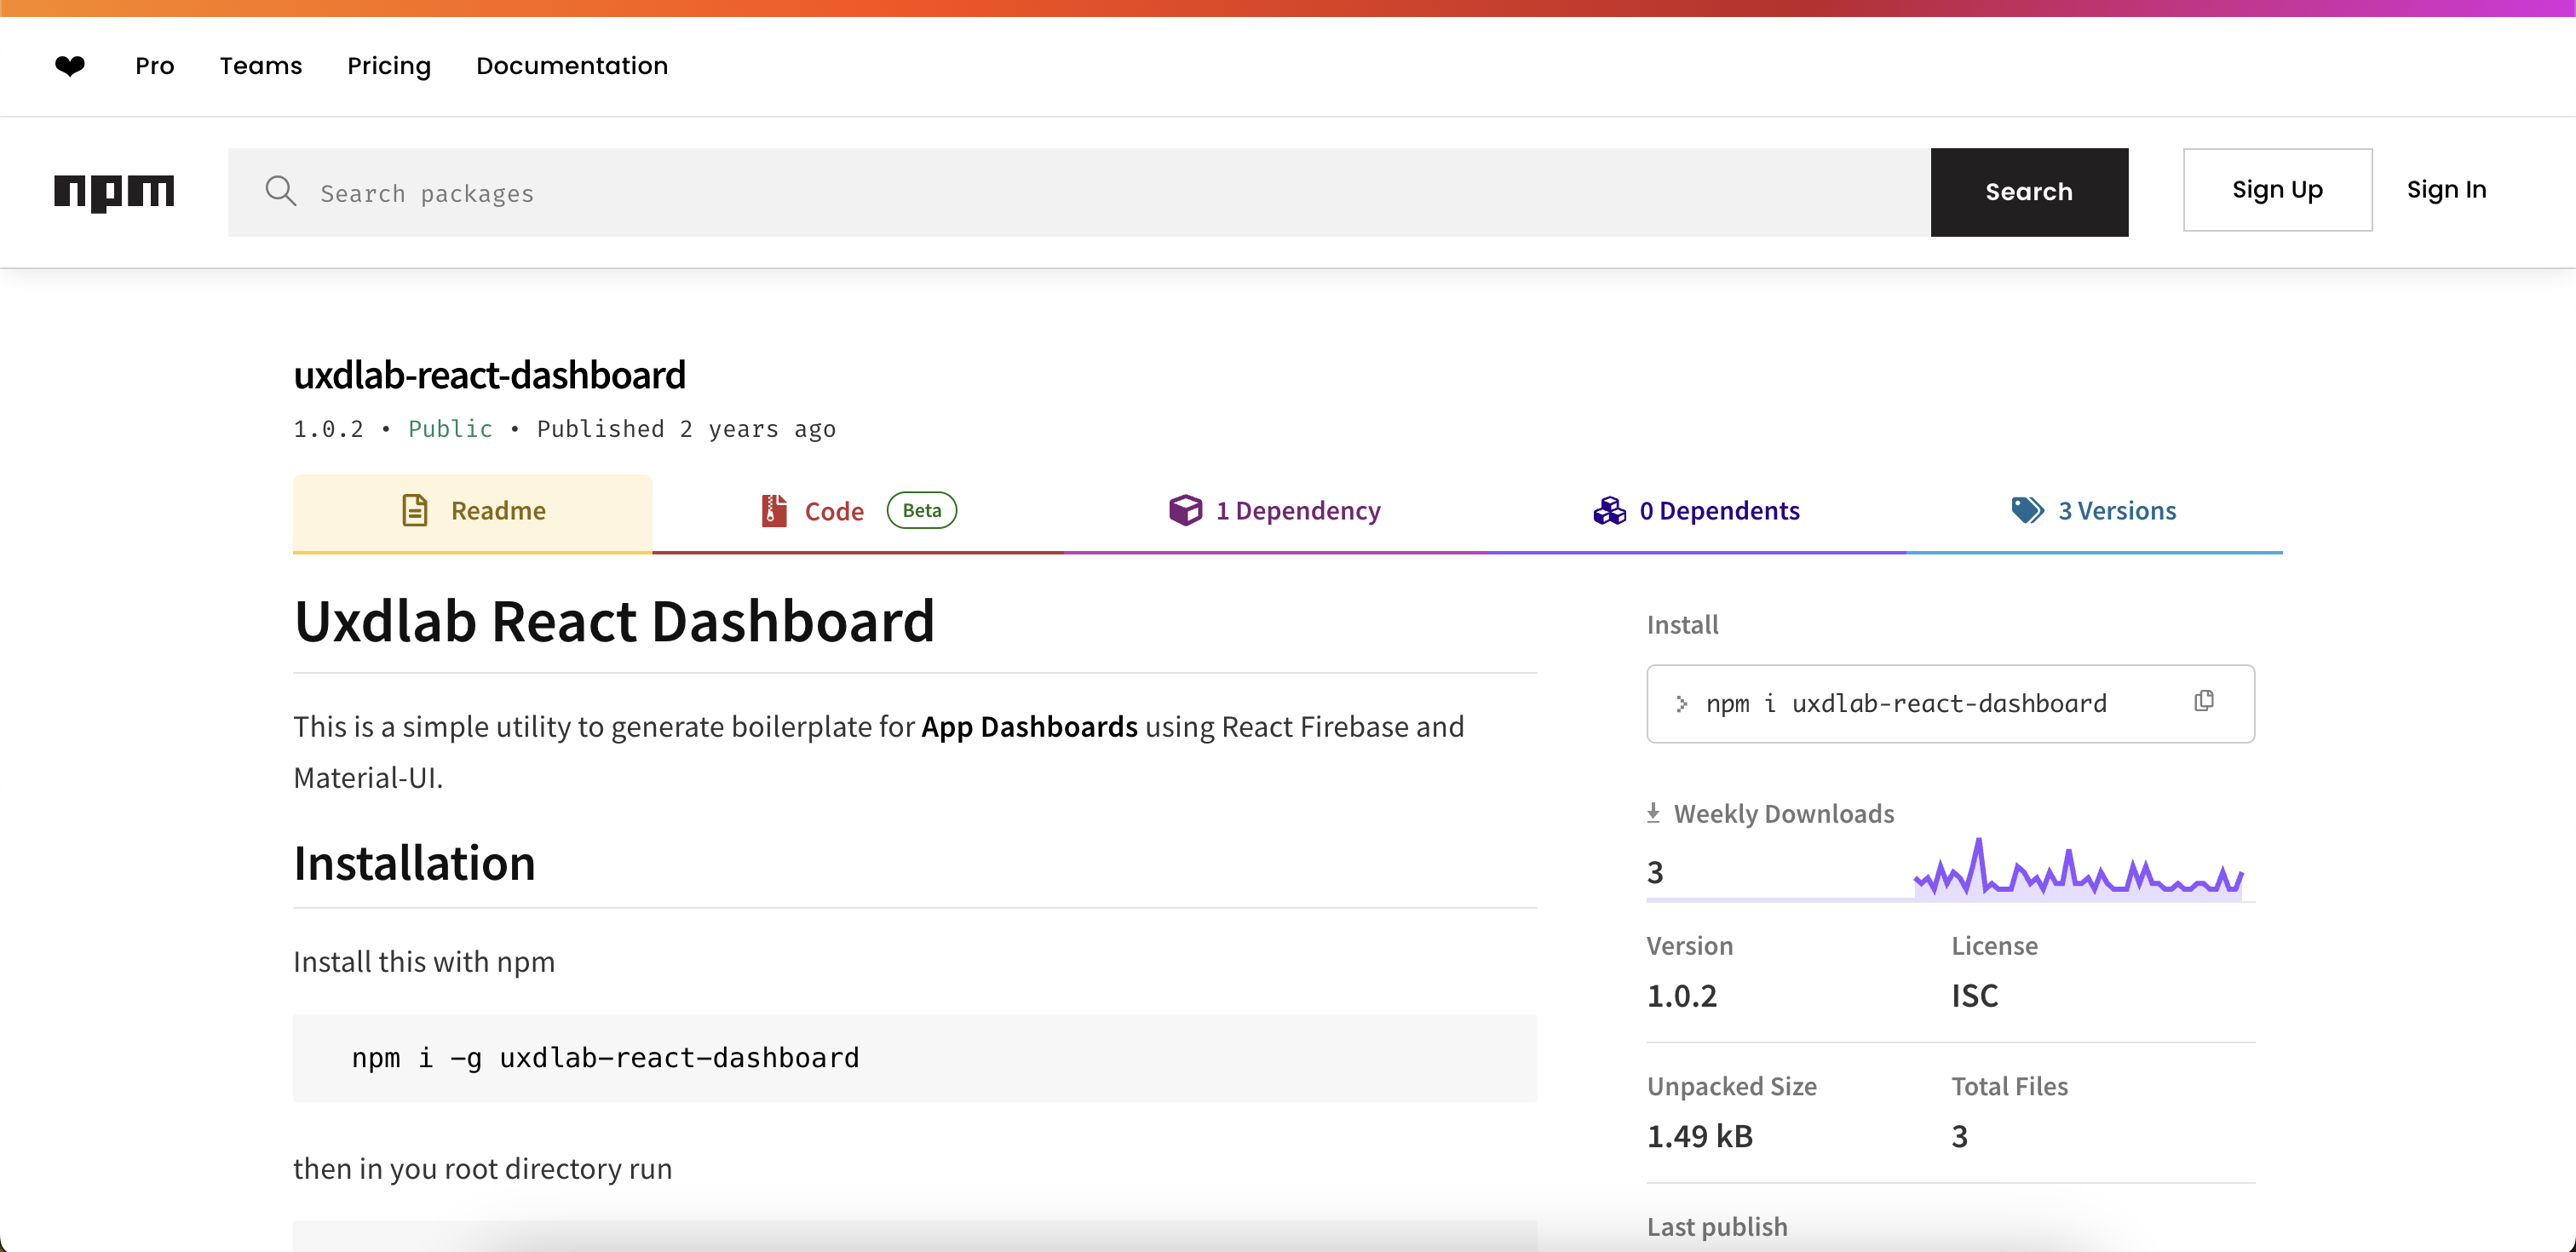 Pro Teams Pricing Documentation
npm Search packages Search Sign Up Sign In
uxdlab-react-dashboard
1.0.2 • Public • Published 2 years ago
Readme Code Beta 1 Dependency 0 Dependents 3 Versions
Uxdlab React Dashboard
This is a simple utility to generate boilerplate for App Dashboards using React Firebase and
Material-UI.
Installation
Install this with npm
npm i -g uxdlab-react-dashboard
then in you root directory run
Install
npm i uxdlab-react-dashboard
Weekly Downloads
3
Version License
1.0.2 ISC
Unpacked Size Total Files
1.49 kB 3
Last publish